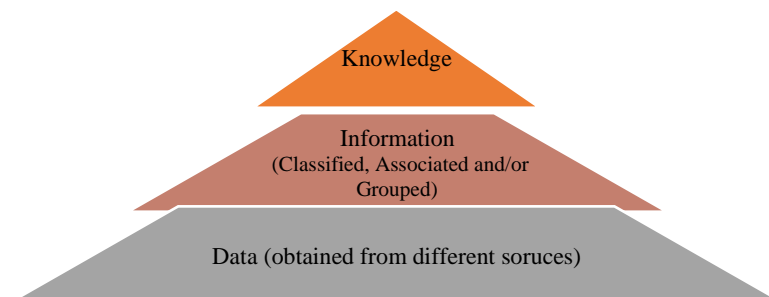 Knowledge
Information
(Classified, Associated and/or
Grouped)
Data (obtained from different soruces)